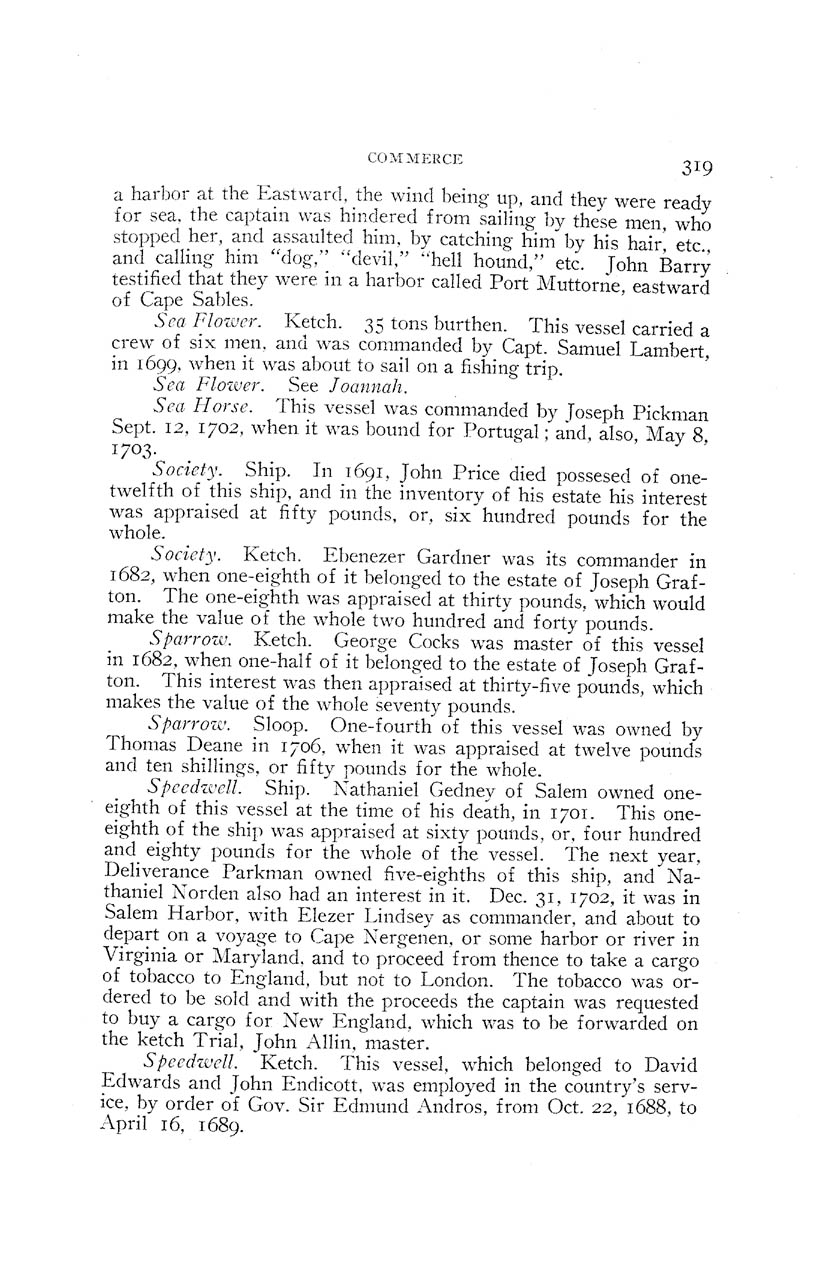 COMMERCE 319
a harbor at the Eastward, the wind being up, and they were ready
for sea, the captain was hindered from sailing by these men, who
stopped her, and assaulted him, by catching him by his hair, etc.,
and calling him “dog,” “devil,” “hell hound,” etc. John Barry
testified that they were in a harbor called Port Muttorne, eastward
of Cape Sables.
Sea Flower. Ketch. 35 tons burthen. This vessel carried a
crew of six men, and was commanded by Capt. Samuel Lambert,
in 1699, when it was about to sail on a fishing trip.
Sea Flower. See Joannah.
Sea Horse. This vessel was commanded by Joseph Pickman
Sept. 12, 1702, when it was bound for Portugal; and, also, May 8,
1703.
Society. Ship. In 1691, John Price died possesed of one-
twelfth of this ship, and in the inventory of his estate his interest
was appraised at fifty pounds, or, six hundred pounds for the
whole.
Society. Ketch. Ebenezer Gardner was its commander in
1682, when one-eighth of it belonged to the estate of Joseph Graf-
ton. The one-eighth was appraised at thirty pounds, which would
make the value of the whole two hundred and forty pounds.
Sparrow. Ketch. George Cocks was master of this vessel
in 1682, when one-half of it belonged to the estate of Joseph Graf-
ton. This interest was then appraised at thirty-five pounds, which
makes the value of the whole seventy pounds.
Sparrow. Sloop. One-fourth of this vessel was owned by
Thomas Deane in 1706, when it was appraised at twelve pounds
and ten shillings, or fifty pounds for the whole.
Speedwell. Ship. Nathaniel Gedney of Salem owned one-
eighth of this vessel at the time of his death, in 1701. This one-
eighth of the ship was appraised at sixty pounds, or, four hundred
and eighty pounds for the whole of the vessel. The next year,
Deliverance Parkman owned five-eighths of this ship, and Na-
thaniel Norden also had an interest in it. Dec. 31, 1702, it was in
Salem Harbor, with Elezer Lindsey as commander, and about to
depart on a voyage to Cape Nergenen, or some harbor or river in
Virginia or Maryland, and to proceed from thence to take a cargo
of tobacco to England, but not to London. The tobacco was or-
dered to be sold and with the proceeds the captain was requested
to buy a cargo for New England, which was to be forwarded on
the ketch Trial, John Allin, master.
Speedwell. Ketch. This vessel, which belonged to David
Edwards and John Endicott, was employed in the country's serv-
ice, by order of Gov. Sir Edmund Andros, from Oct. 22, 1688, to
April 16, 1689.